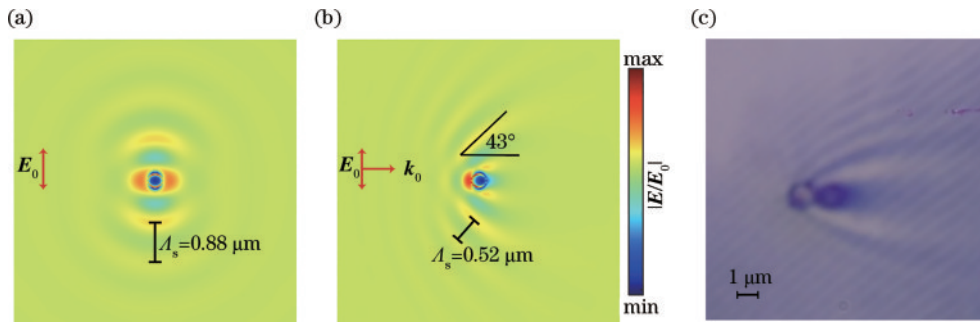 (a)
E₀
Λₛ=0.88 μm
(b)
E₀
k₀
43°
Λₛ=0.52 μm
max
|E/E₀|
min
(c)
1 μm